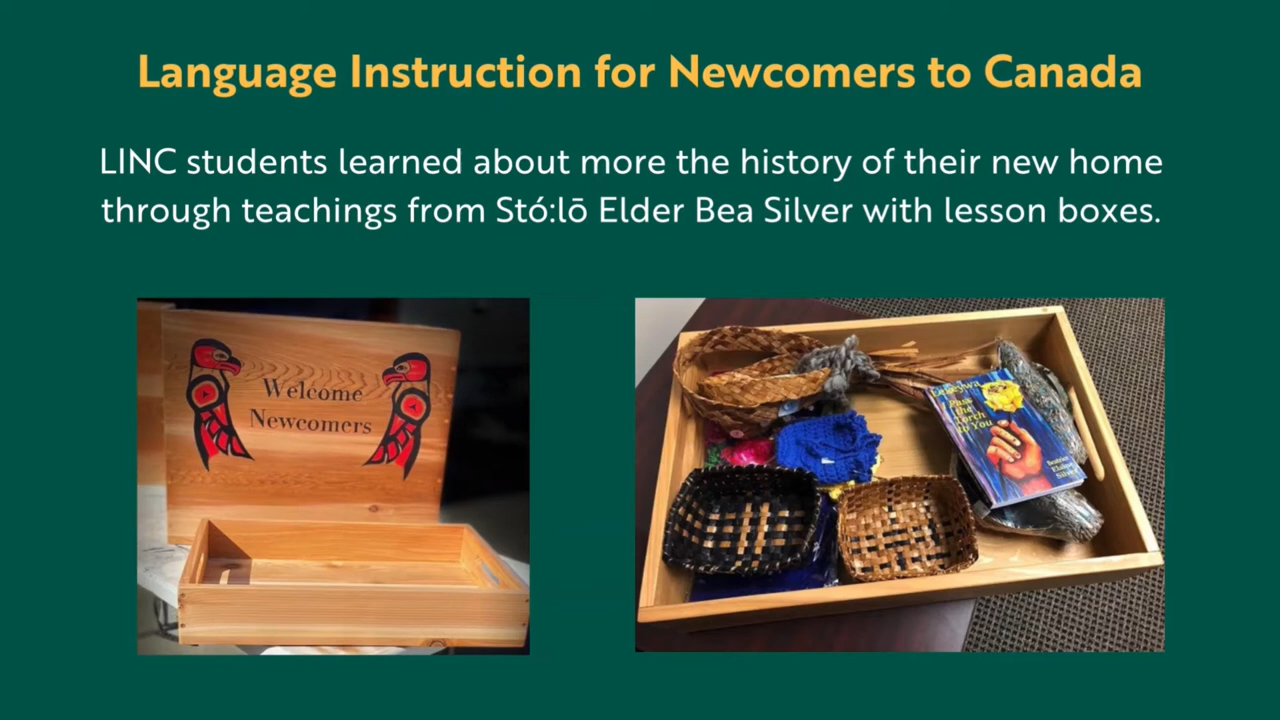 Language Instruction for Newcomers to Canada
LINC students learned about more the history of their new home
through teachings from Stó:lō Elder Bea Silver with lesson boxes.
Welcome
Newcomers
I Pass
the
Torch
to You
Silver